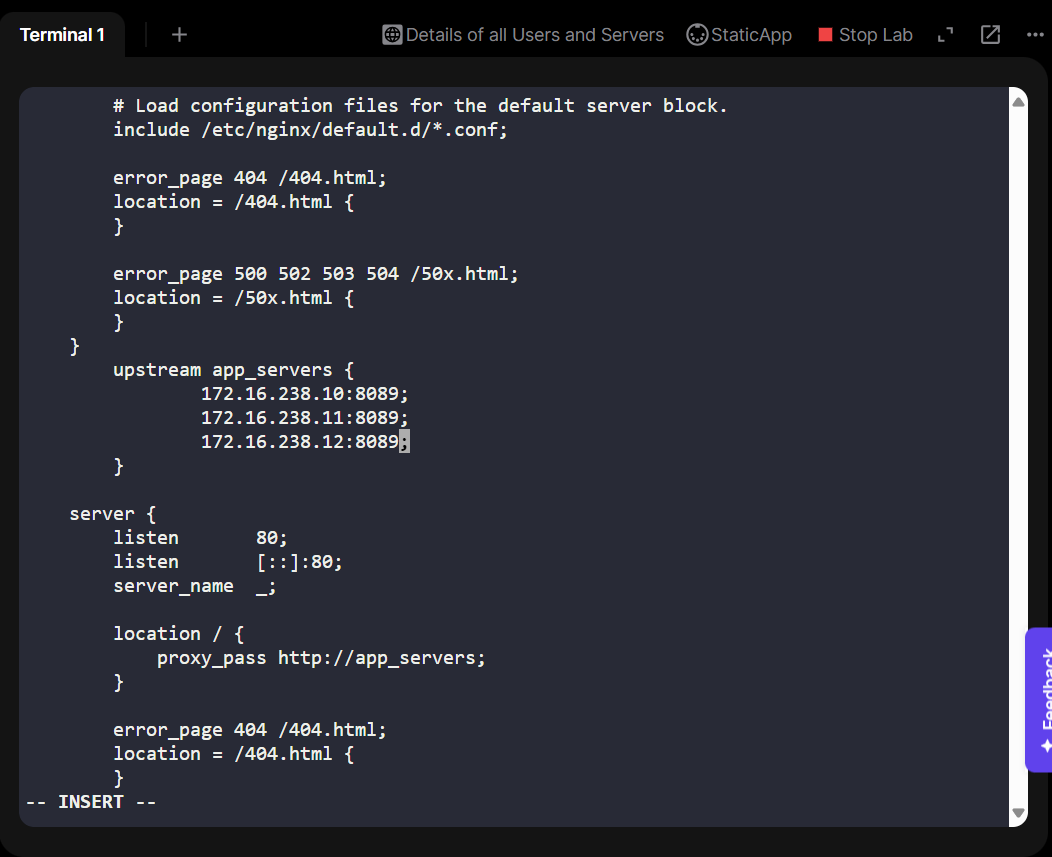 Terminal 1
+
Details of all Users and Servers
StaticApp
Stop Lab
# Load configuration files for the default server block.
include /etc/nginx/default.d/*.conf;
error_page 404 /404.html;
location = /404.html {
}
error_page 500 502 503 504 /50x.html;
location = /50x.html {
}
}
upstream app_servers {
172.16.238.10:8089;
172.16.238.11:8089;
172.16.238.12:8089;
}
server {
listen       80;
listen       [::]:80;
server_name  _;
location / {
proxy_pass http://app_servers;
}
error_page 404 /404.html;
location = /404.html {
}
-- INSERT --
Feedback